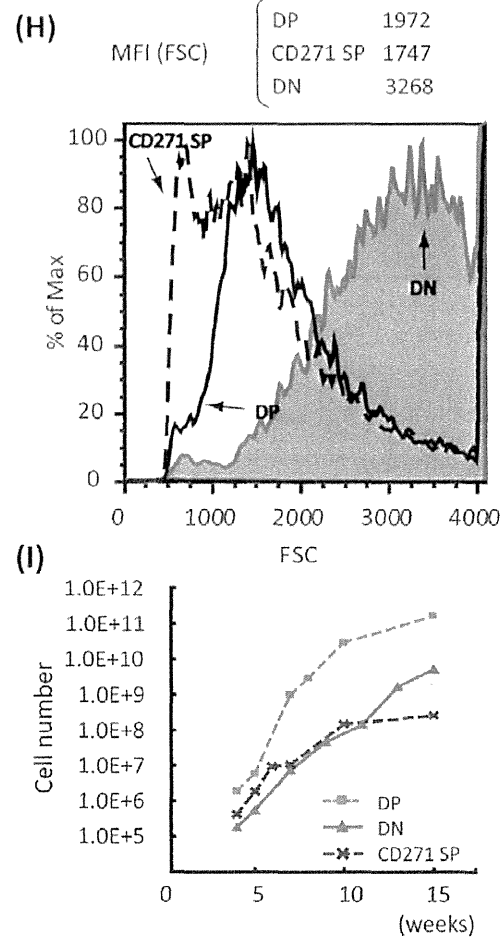 (H)
MFI (FSC)
DP 1972
CD271 SP 1747
DN 3268
100
80
60
40
20
0
% of Max
CD271 SP
DN
DP
0 1000 2000 3000 4000
FSC
(I)
1.0E+12
1.0E+11
1.0E+10
1.0E+9
1.0E+8
1.0E+7
1.0E+6
1.0E+5
Cell number
DP
DN
CD271 SP
0 5 10 15
(weeks)